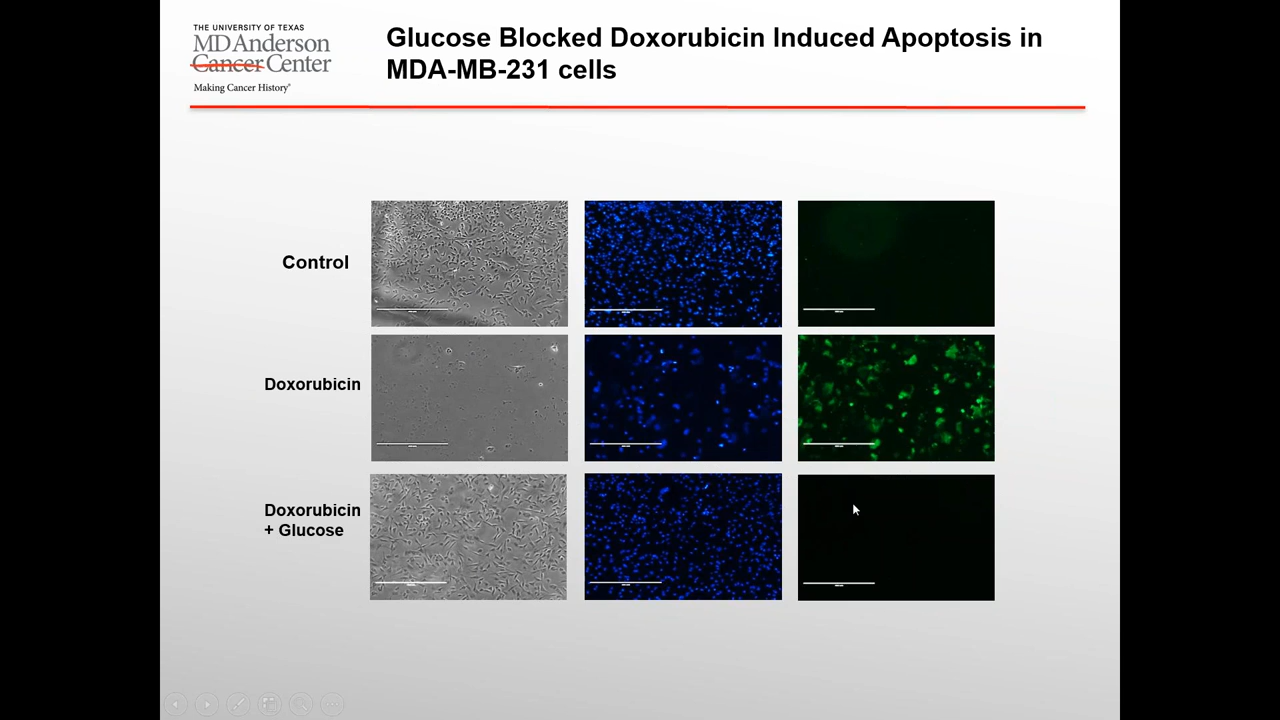 THE UNIVERSITY OF TEXAS
MD Anderson
Cancer Center
Making Cancer History®
Glucose Blocked Doxorubicin Induced Apoptosis in
MDA-MB-231 cells
Control
Doxorubicin
Doxorubicin
+ Glucose